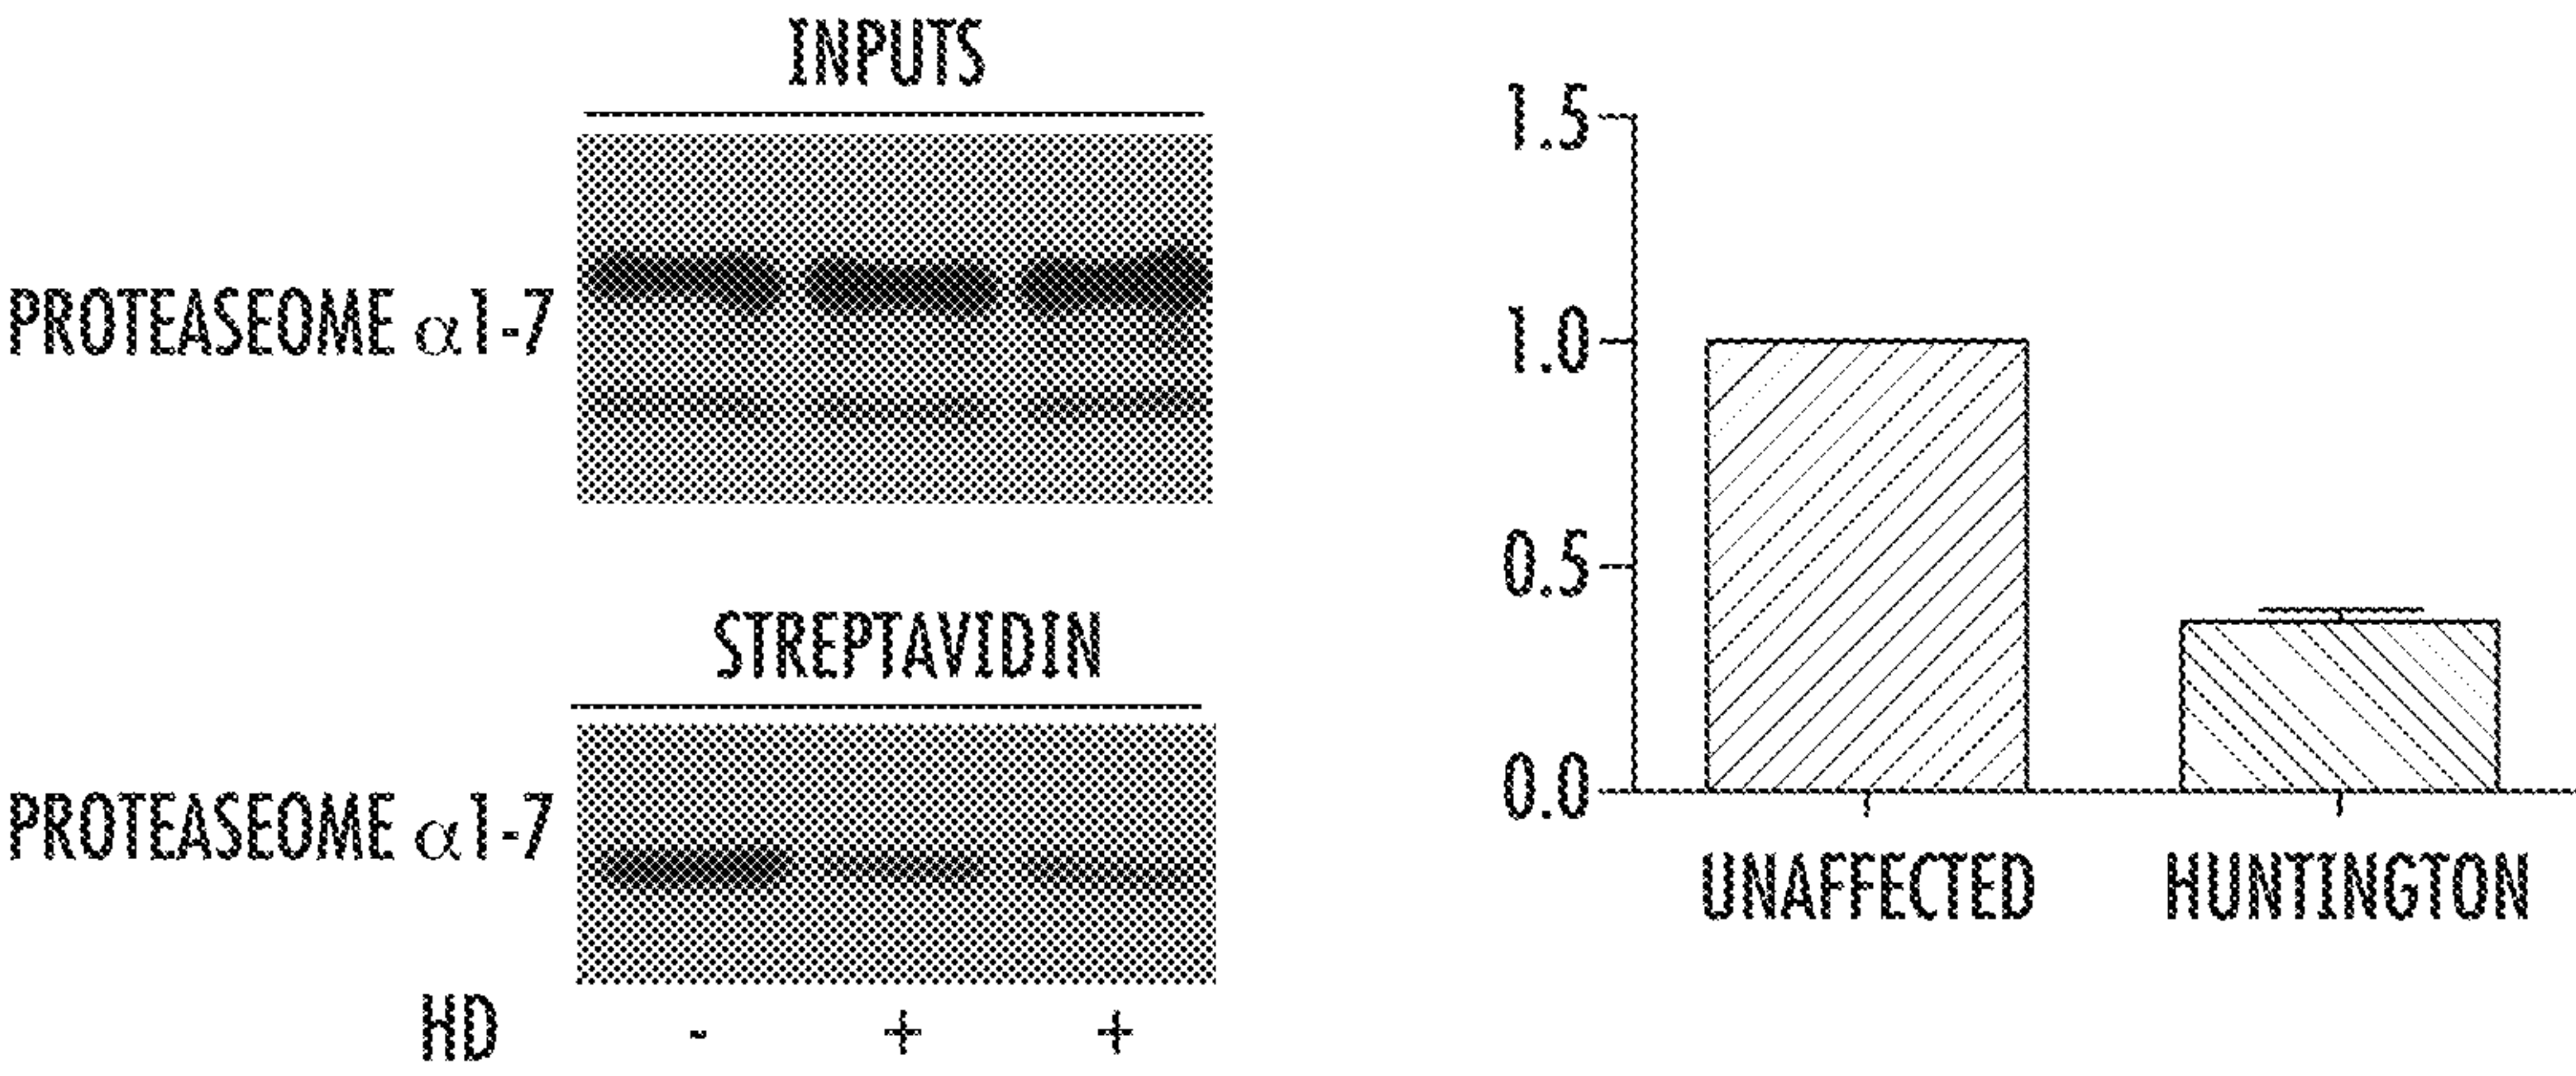 INPUTS
PROTEASEOME α1-7
STREPTAVIDIN
PROTEASEOME α1-7
HD - + +
1.5
1.0
0.5
0.0
UNAFFECTED HUNTINGTON